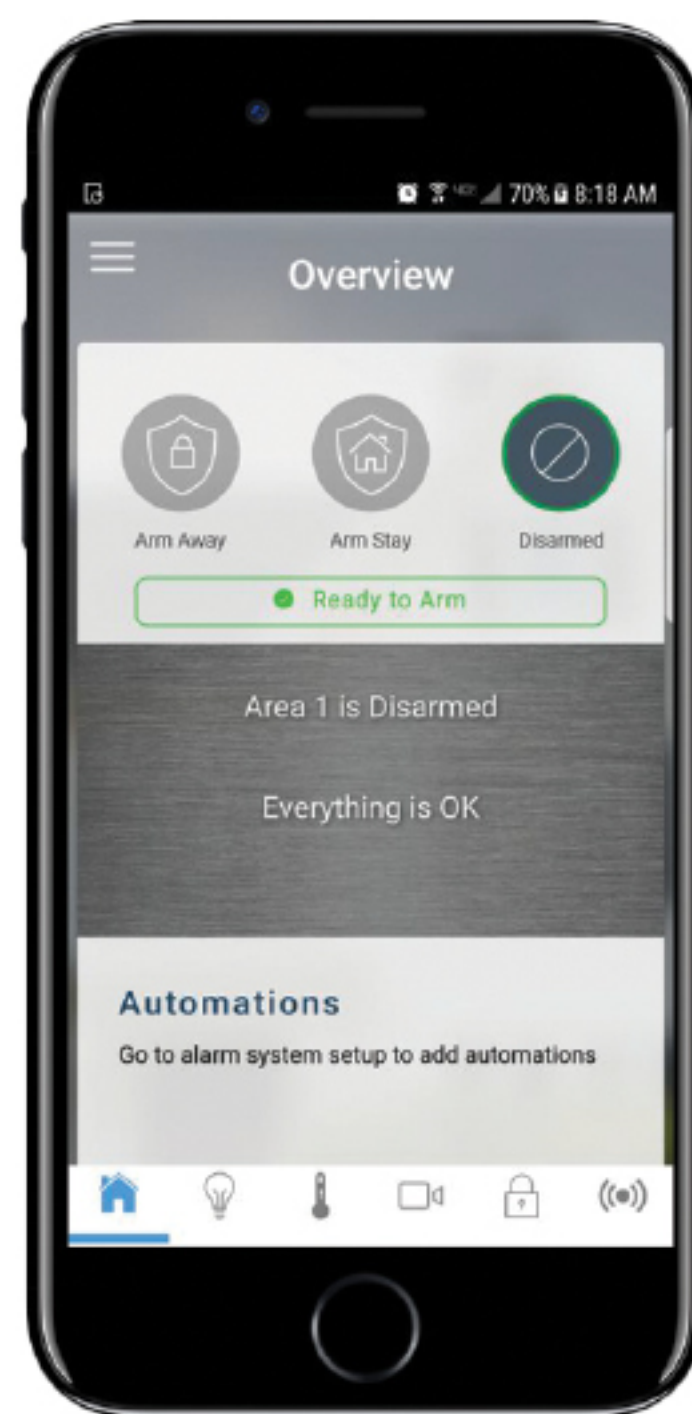 70% 8:18 AM
Overview
Arm Away
Arm Stay
Disarmed
Ready to Arm
Area 1 is Disarmed
Everything is OK
Automations
Go to alarm system setup to add automations